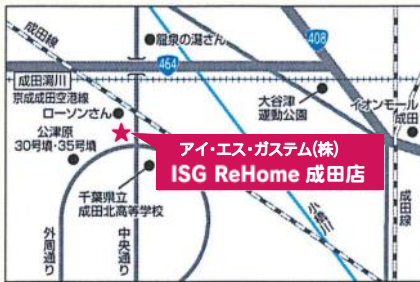 成田線
龍泉の湯さん
408
464
成田湯川
京成成田空港線
ローソンさん
公津原
30号墳・35号墳
大谷津
運動公園
イオンモール
成田
アイ・エス・ガステム(株)
ISG ReHome 成田店
千葉県立
成田北高等学校
小橋川
成田線
外周通り
中央通り